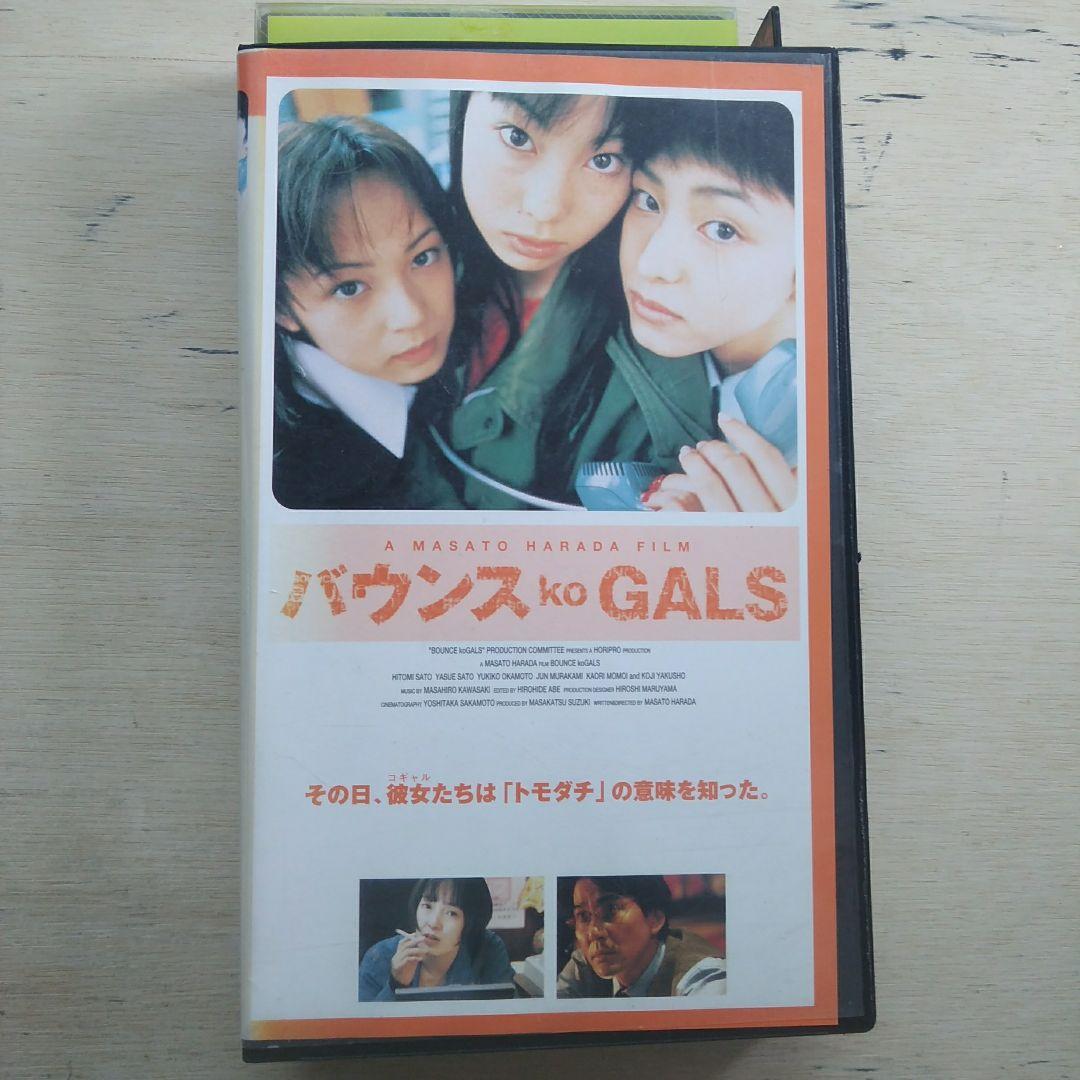 A MASATO HARADA FILM
バウンス ko GALS
"BOUNCE koGALS" PRODUCTION COMMITTEE PRESENTS A HORIPRO PRODUCTION
A MASATO HARADA FILM BOUNCE koGALS
HITOMI SATO YASUE SATO YUKIKO OKAMOTO JUN MURAKAMI KAORI MOMOI and KOJI YAKUSHO
MUSIC BY MASAHIRO KAWASAKI EDITED BY HIROHIDE ABE PRODUCTION DESIGNER HIROSHI MARUYAMA
CINEMATOGRAPHY YOSHITAKA SAKAMOTO PRODUCED BY MASAKATSU SUZUKI WRITTEN&DIRECTED BY MASATO HARADA
コギャル
その日、彼女たちは「トモダチ」の意味を知った。